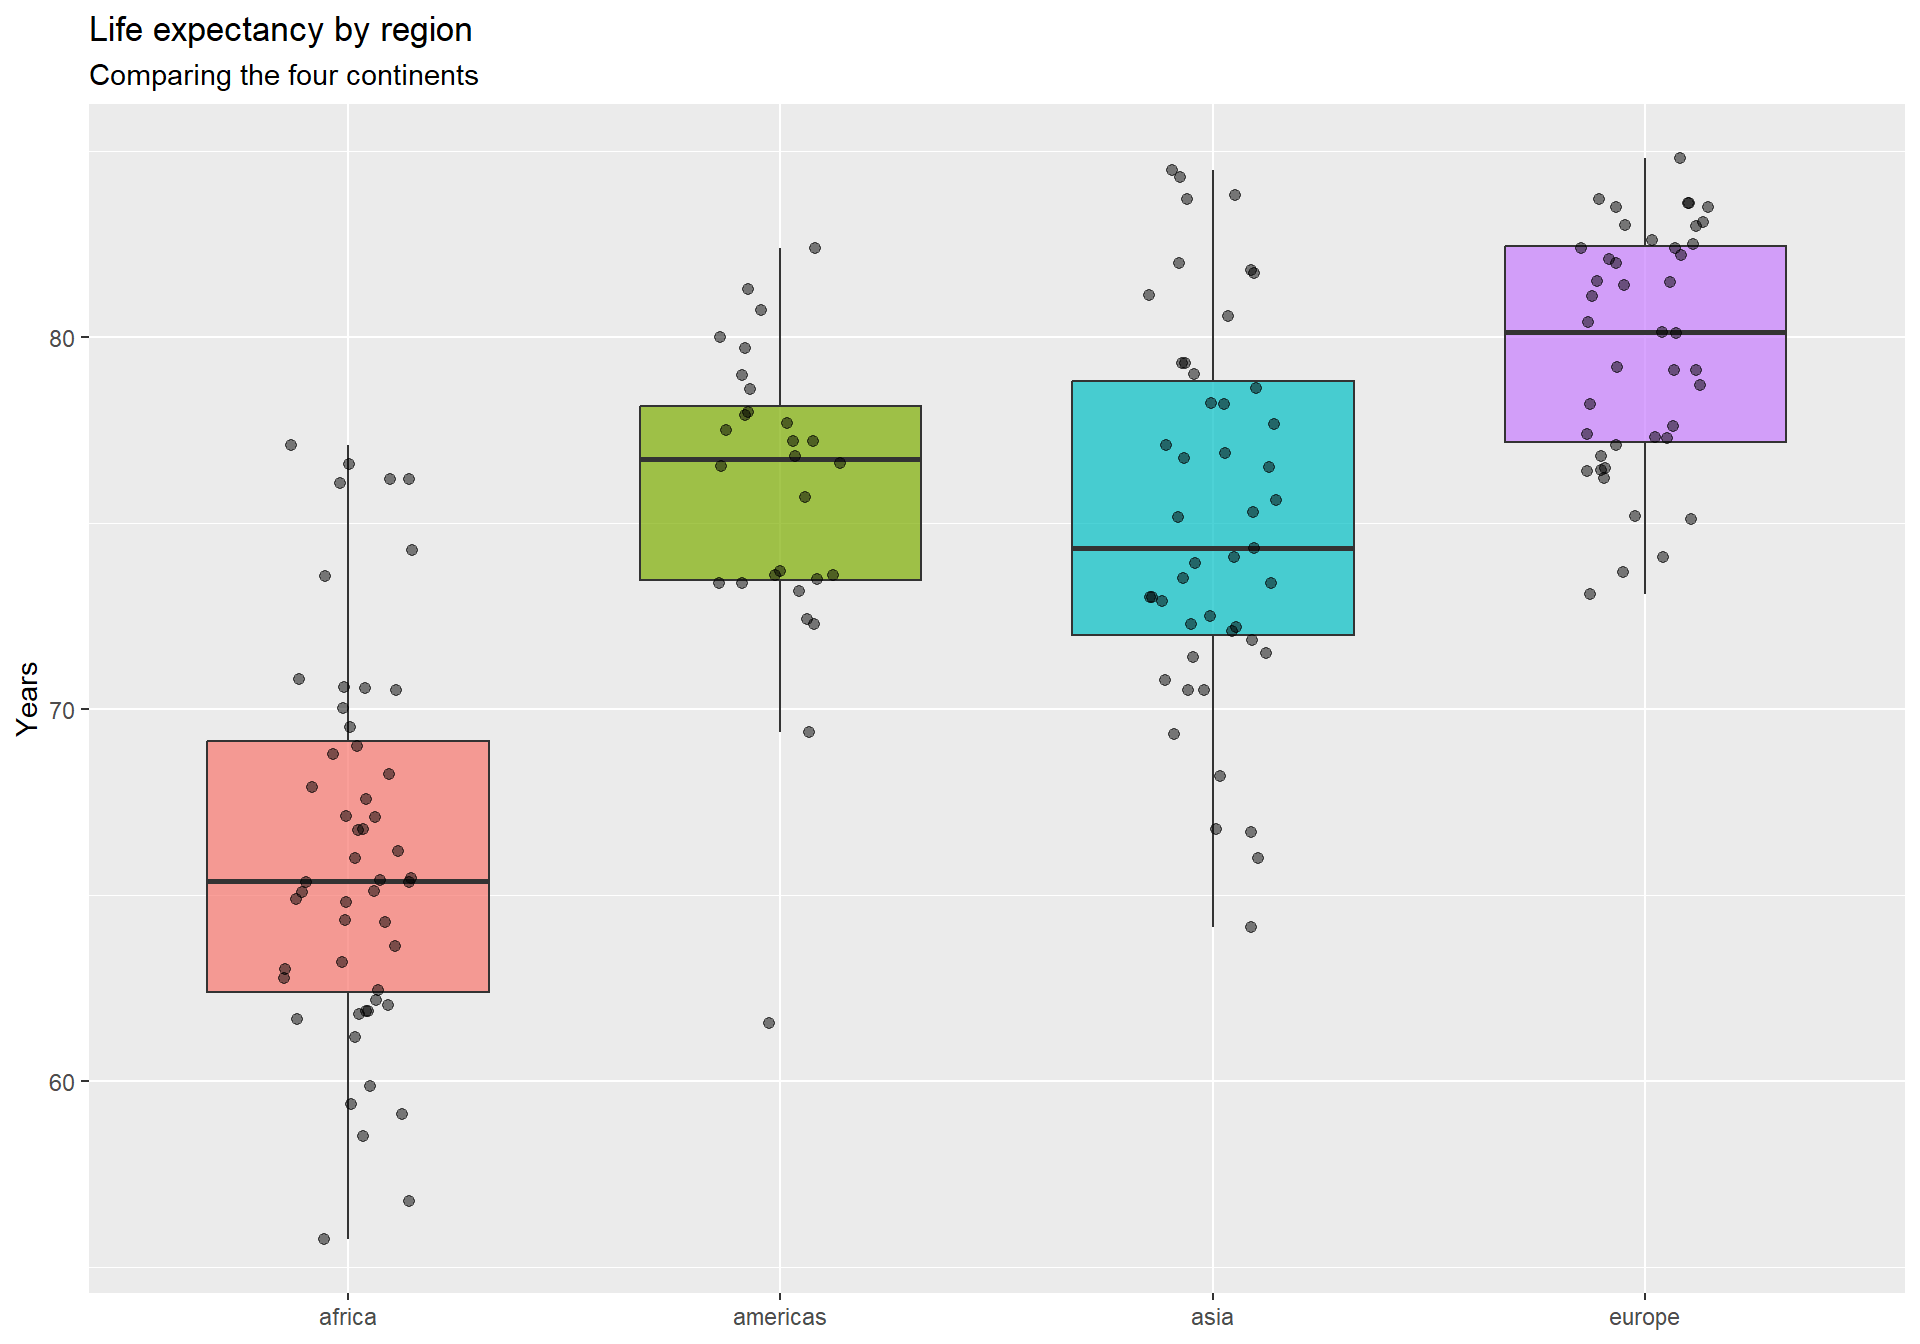 Life expectancy by region
Comparing the four continents
Years
80
70
60
africa
americas
asia
europe